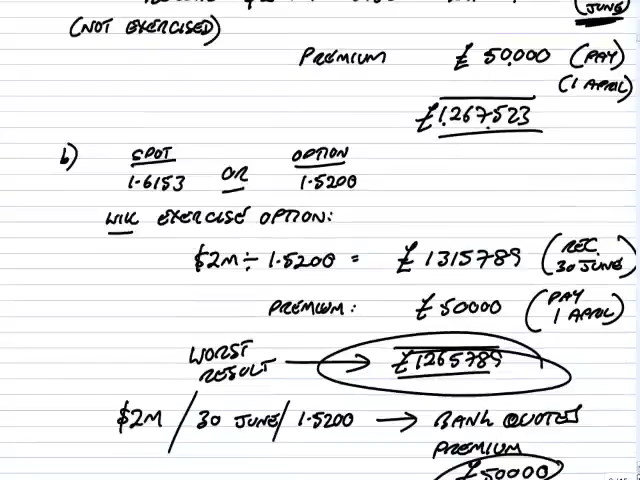 (JUNE)
(NOT EXERCISED)
PREMIUM £50,000 (PAY)
(1 APRIL)
£1,267,523
b) SPOT OPTION
1.6153 OR 1.5200
WILL EXERCISE OPTION:
$2M ÷ 1.5200 = £1315789 (REC. 30 JUNE)
PREMIUM: £50000 (PAY 1 APRIL)
WORST RESULT → £1265789
$2M / 30 JUNE / 1.5200 → BANK QUOTES
PREMIUM
£50000